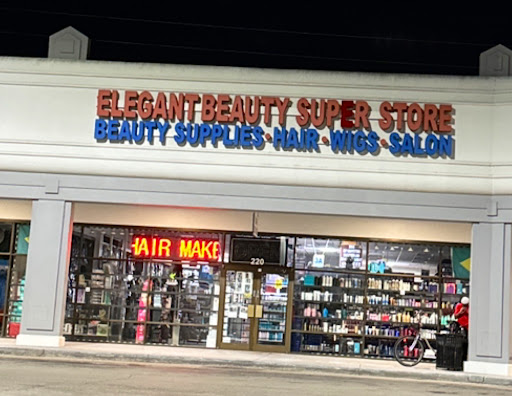 ELEGANT BEAUTY SUPER STORE
BEAUTY SUPPLIES • HAIR • WIGS • SALON
HAIR MAKE
220